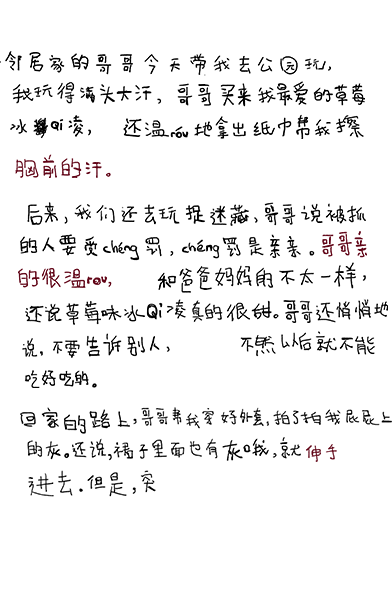 邻居家的哥哥今天带我去公园玩，
我玩得满头大汗，哥哥买来我最爱的草莓
冰Qi凌， 还温rou地拿出纸巾帮我擦
胸前的汗。
后来，我们还去玩捉迷藏，哥哥说被抓
的人要受chéng罚，chéng罚是亲亲。哥哥亲
的很温rou， 和爸爸妈妈的不太一样，
还说草莓味冰Qi凌真的很甜。哥哥还悄悄地
说，不要告诉别人， 不然以后就不能
吃好吃的。
回家的路上，哥哥帮我穿好外套，拍了拍我屁屁上
的灰。还说，裙子里面也有灰哦，就伸手
进去。但是，突